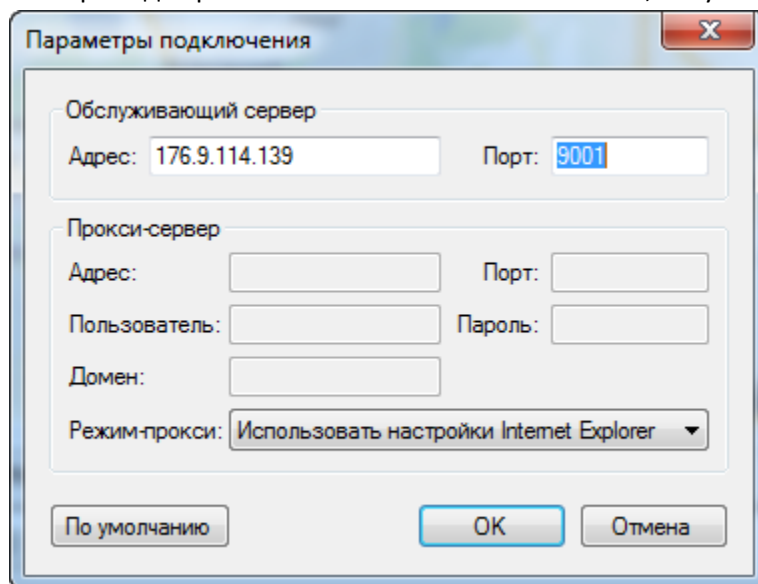 Параметры подключения
Обслуживающий сервер
Адрес: 176.9.114.139 Порт: 9001
Прокси-сервер
Адрес: Порт:
Пользователь: Пароль:
Домен:
Режим-прокси: Использовать настройки Internet Explorer
По умолчанию OK Отмена